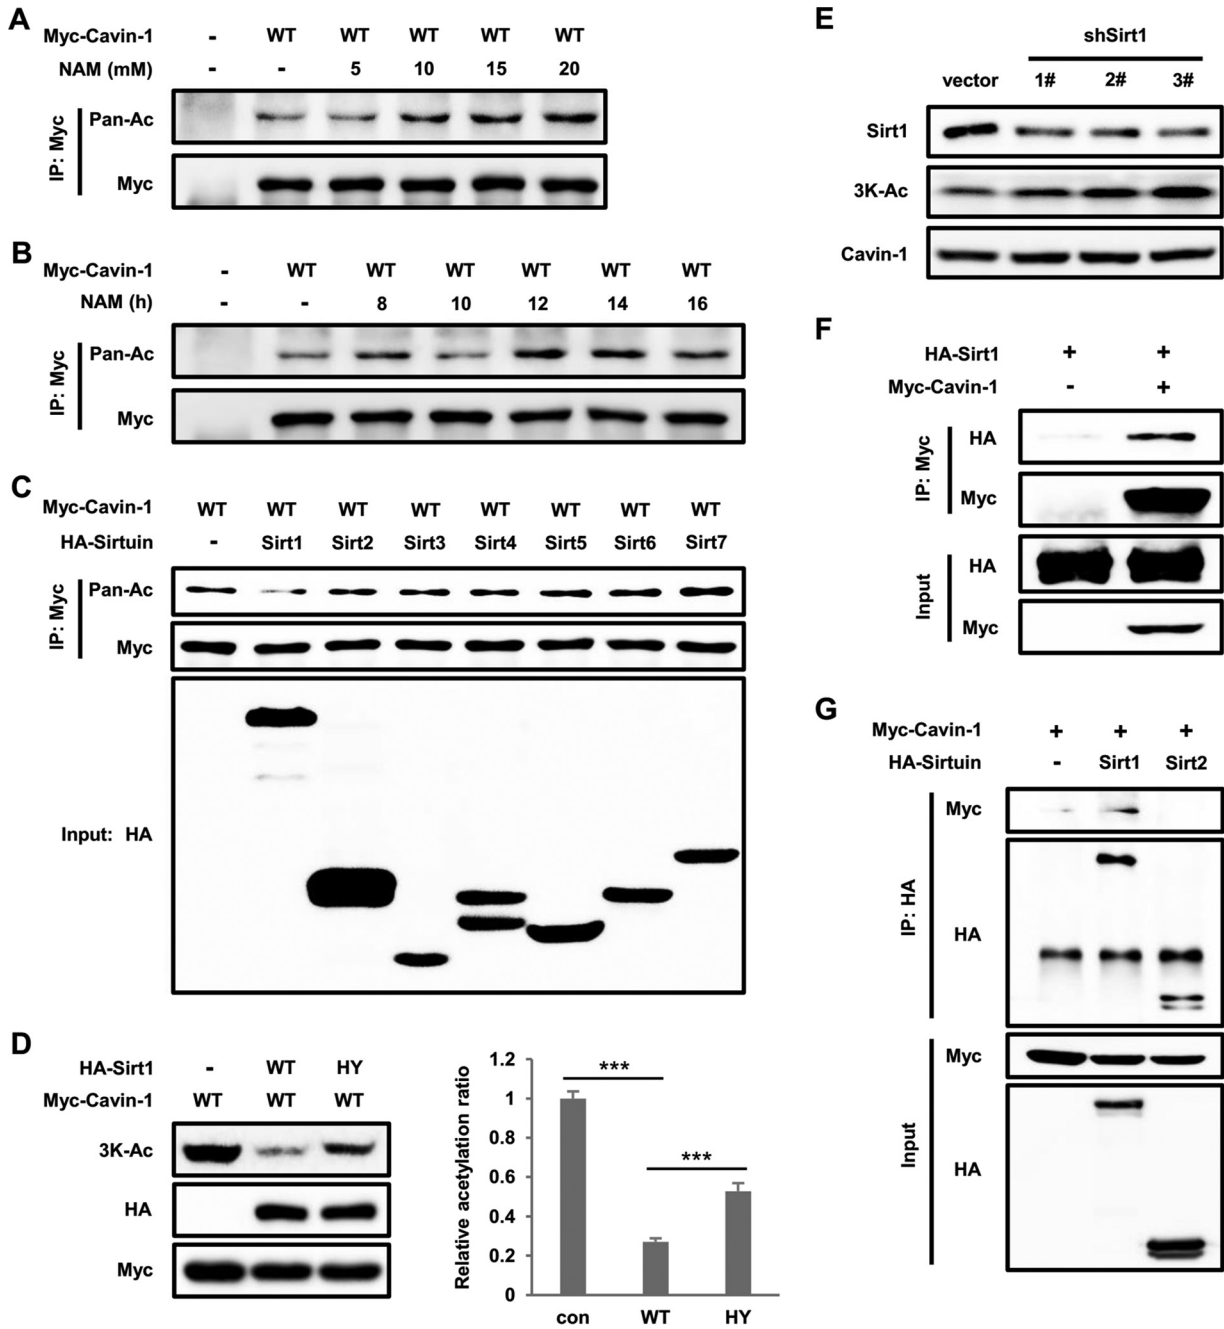 A
Myc-Cavin-1 - WT WT WT WT WT
NAM (mM) - - 5 10 15 20
IP: Myc
Pan-Ac
Myc
B
Myc-Cavin-1 - WT WT WT WT WT WT
NAM (h) - - 8 10 12 14 16
IP: Myc
Pan-Ac
Myc
C
Myc-Cavin-1 WT WT WT WT WT WT WT WT
HA-Sirtuin - Sirt1 Sirt2 Sirt3 Sirt4 Sirt5 Sirt6 Sirt7
IP: Myc
Pan-Ac
Myc
Input: HA
D
HA-Sirt1 - WT HY
Myc-Cavin-1 WT WT WT
3K-Ac
HA
Myc
Relative acetylation ratio
1.2
1
0.8
0.6
0.4
0.2
0
***
***
con WT HY
E
shSirt1
vector 1# 2# 3#
Sirt1
3K-Ac
Cavin-1
F
HA-Sirt1 + +
Myc-Cavin-1 - +
IP: Myc
HA
Myc
Input
HA
Myc
G
Myc-Cavin-1 + + +
HA-Sirtuin - Sirt1 Sirt2
IP: HA
Myc
HA
Input
Myc
HA